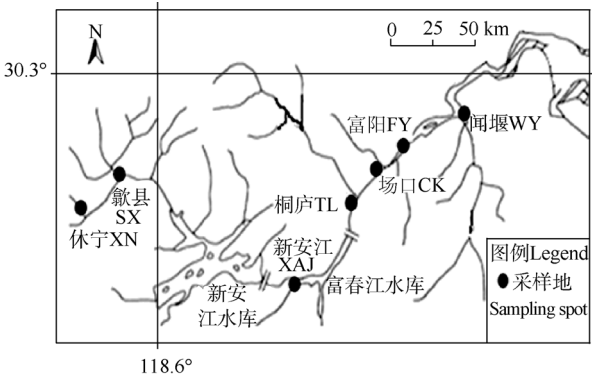 N
0 25 50 km
30.3°
富阳FY
闻堰WY
场口CK
歙县
SX
桐庐TL
休宁XN
新安江
XAJ
富春江水库
新安
江水库
图例Legend
采样地
Sampling spot
118.6°